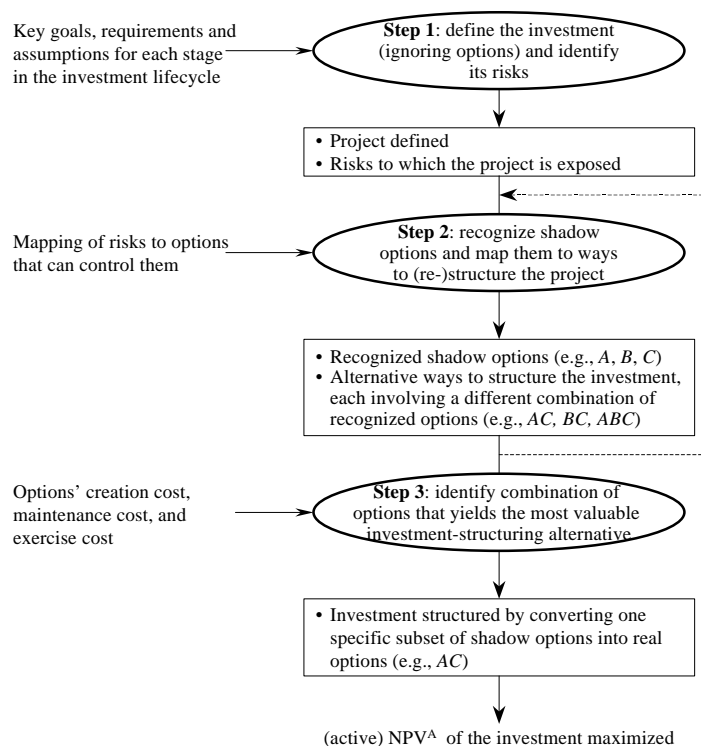 Key goals, requirements and
assumptions for each stage
in the investment lifecycle
Step 1: define the investment
(ignoring options) and identify
its risks
• Project defined
• Risks to which the project is exposed
Mapping of risks to options
that can control them
Step 2: recognize shadow
options and map them to ways
to (re-)structure the project
• Recognized shadow options (e.g., A, B, C)
• Alternative ways to structure the investment,
each involving a different combination of
recognized options (e.g., AC, BC, ABC)
Options’ creation cost,
maintenance cost, and
exercise cost
Step 3: identify combination of
options that yields the most valuable
investment-structuring alternative
• Investment structured by converting one
specific subset of shadow options into real
options (e.g., AC)
(active) NPVᴬ of the investment maximized